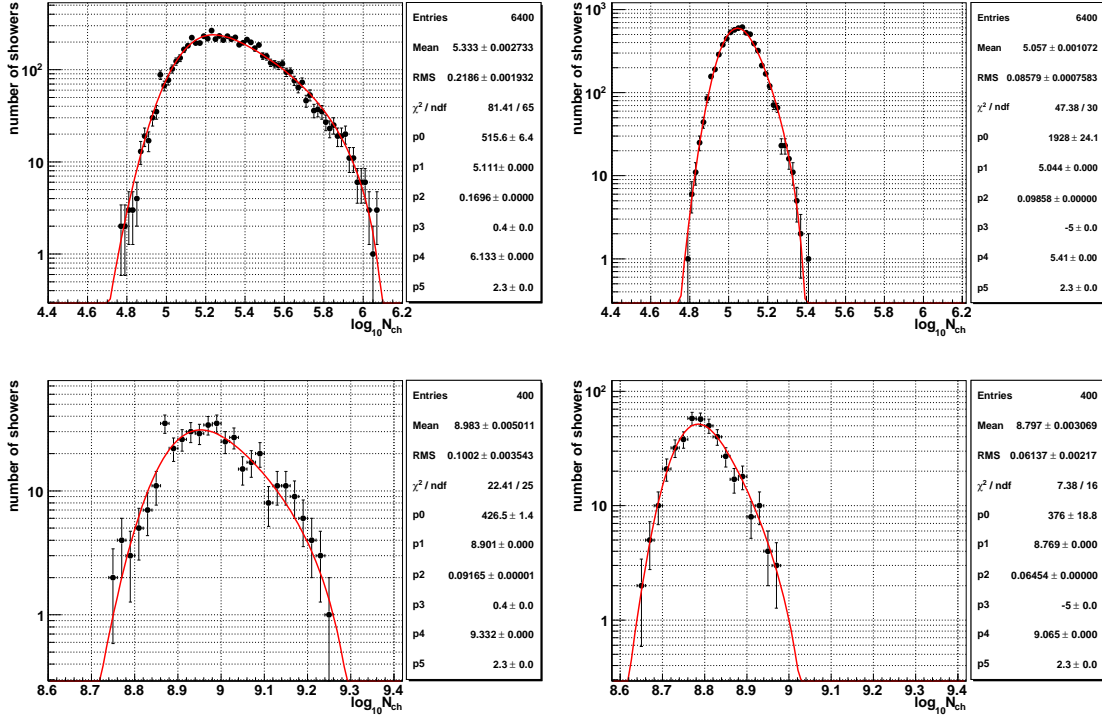 number of showers
10²
10
1
4.4 4.6 4.8 5 5.2 5.4 5.6 5.8 6 6.2
log₁₀N_ch
Entries 6400
Mean 5.333 ± 0.002733
RMS 0.2186 ± 0.001932
χ² / ndf 81.41 / 65
p0 515.6 ± 6.4
p1 5.111 ± 0.000
p2 0.1696 ± 0.0000
p3 0.4 ± 0.0
p4 6.133 ± 0.000
p5 2.3 ± 0.0
number of showers
10³
10²
10
1
4.4 4.6 4.8 5 5.2 5.4 5.6 5.8 6 6.2
log₁₀N_ch
Entries 6400
Mean 5.057 ± 0.001072
RMS 0.08579 ± 0.0007583
χ² / ndf 47.38 / 30
p0 1928 ± 24.1
p1 5.044 ± 0.000
p2 0.09858 ± 0.00000
p3 -5 ± 0.0
p4 5.41 ± 0.00
p5 2.3 ± 0.0
number of showers
10
1
8.6 8.7 8.8 8.9 9 9.1 9.2 9.3 9.4
log₁₀N_ch
Entries 400
Mean 8.983 ± 0.005011
RMS 0.1002 ± 0.003543
χ² / ndf 22.41 / 25
p0 426.5 ± 1.4
p1 8.901 ± 0.000
p2 0.09165 ± 0.00001
p3 0.4 ± 0.0
p4 9.332 ± 0.000
p5 2.3 ± 0.0
number of showers
10²
10
1
8.6 8.7 8.8 8.9 9 9.1 9.2 9.3 9.4
log₁₀N_ch
Entries 400
Mean 8.797 ± 0.003069
RMS 0.06137 ± 0.00217
χ² / ndf 7.38 / 16
p0 376 ± 18.8
p1 8.769 ± 0.000
p2 0.06454 ± 0.00000
p3 -5 ± 0.0
p4 9.065 ± 0.000
p5 2.3 ± 0.0